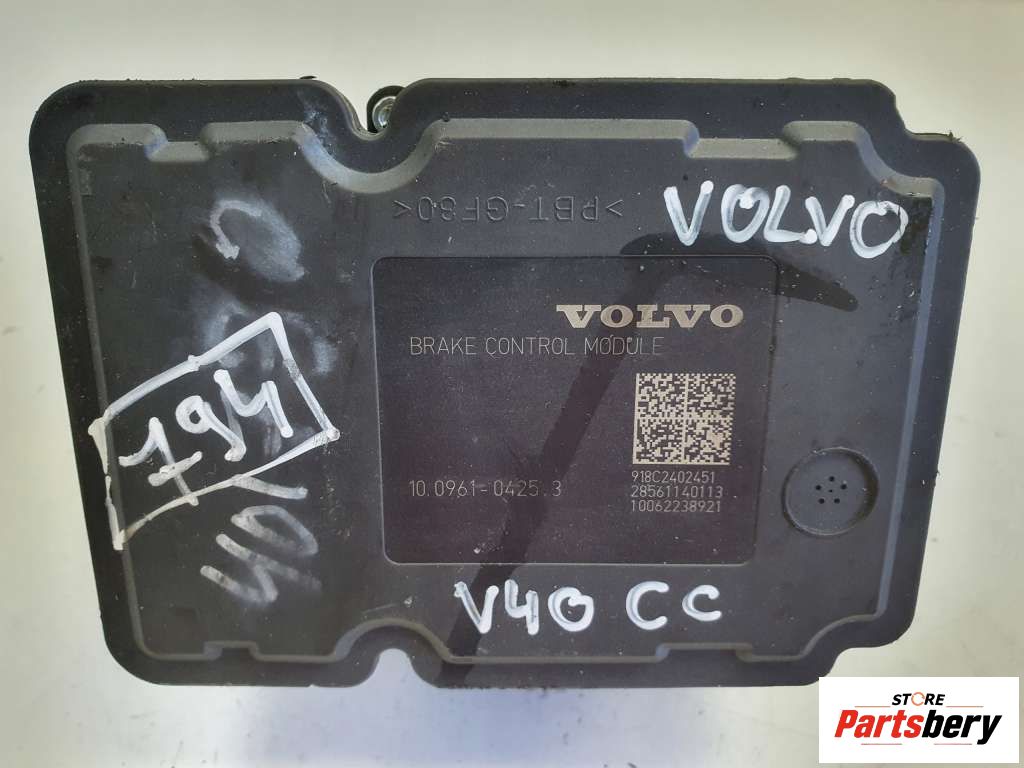 >PBT-GF30<
VOLVO
VOLVO
BRAKE CONTROL MODULE
794
10.0961-0425.3
918C2402451
28561140113
10062238921
V40 CC
STORE
Partsbery